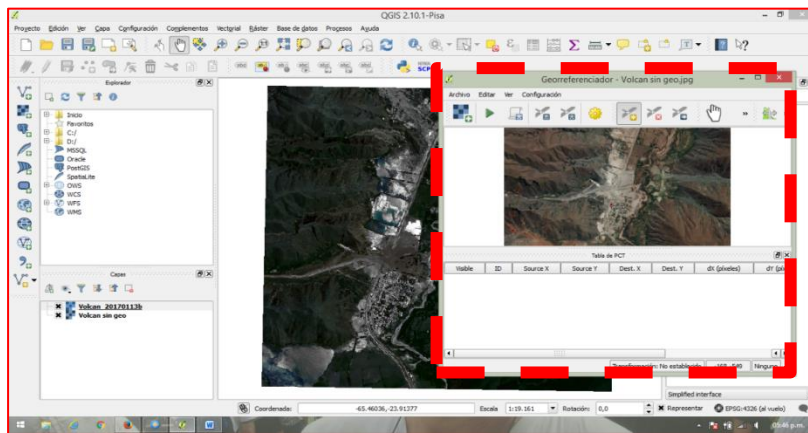 QGIS 2.10.1-Pisa
Proyecto Edición Ver Capa Configuración Complementos Vectorial Ráster Base de datos Procesos Ayuda
Explorador
Inicio
Favoritos
C:/
D:/
MSSQL
Oracle
PostGIS
SpatiaLite
OWS
WCS
WFS
WMS
Capas
Volcan_20170113b
Volcan sin geo
Georreferenciador - Volcan sin geo.jpg
Archivo Editar Ver Configuración
Tabla de PCT
Visible ID Source X Source Y Dest. X Dest. Y dX (píxeles) dY (píx
Transformación: No establecido
Ninguno
Simplified interface
Coordenada: -65.46036,-23.91377 Escala 1:19.161 Rotación: 0,0 Representar EPSG:4326 (al vuelo)
05:46 p.m.